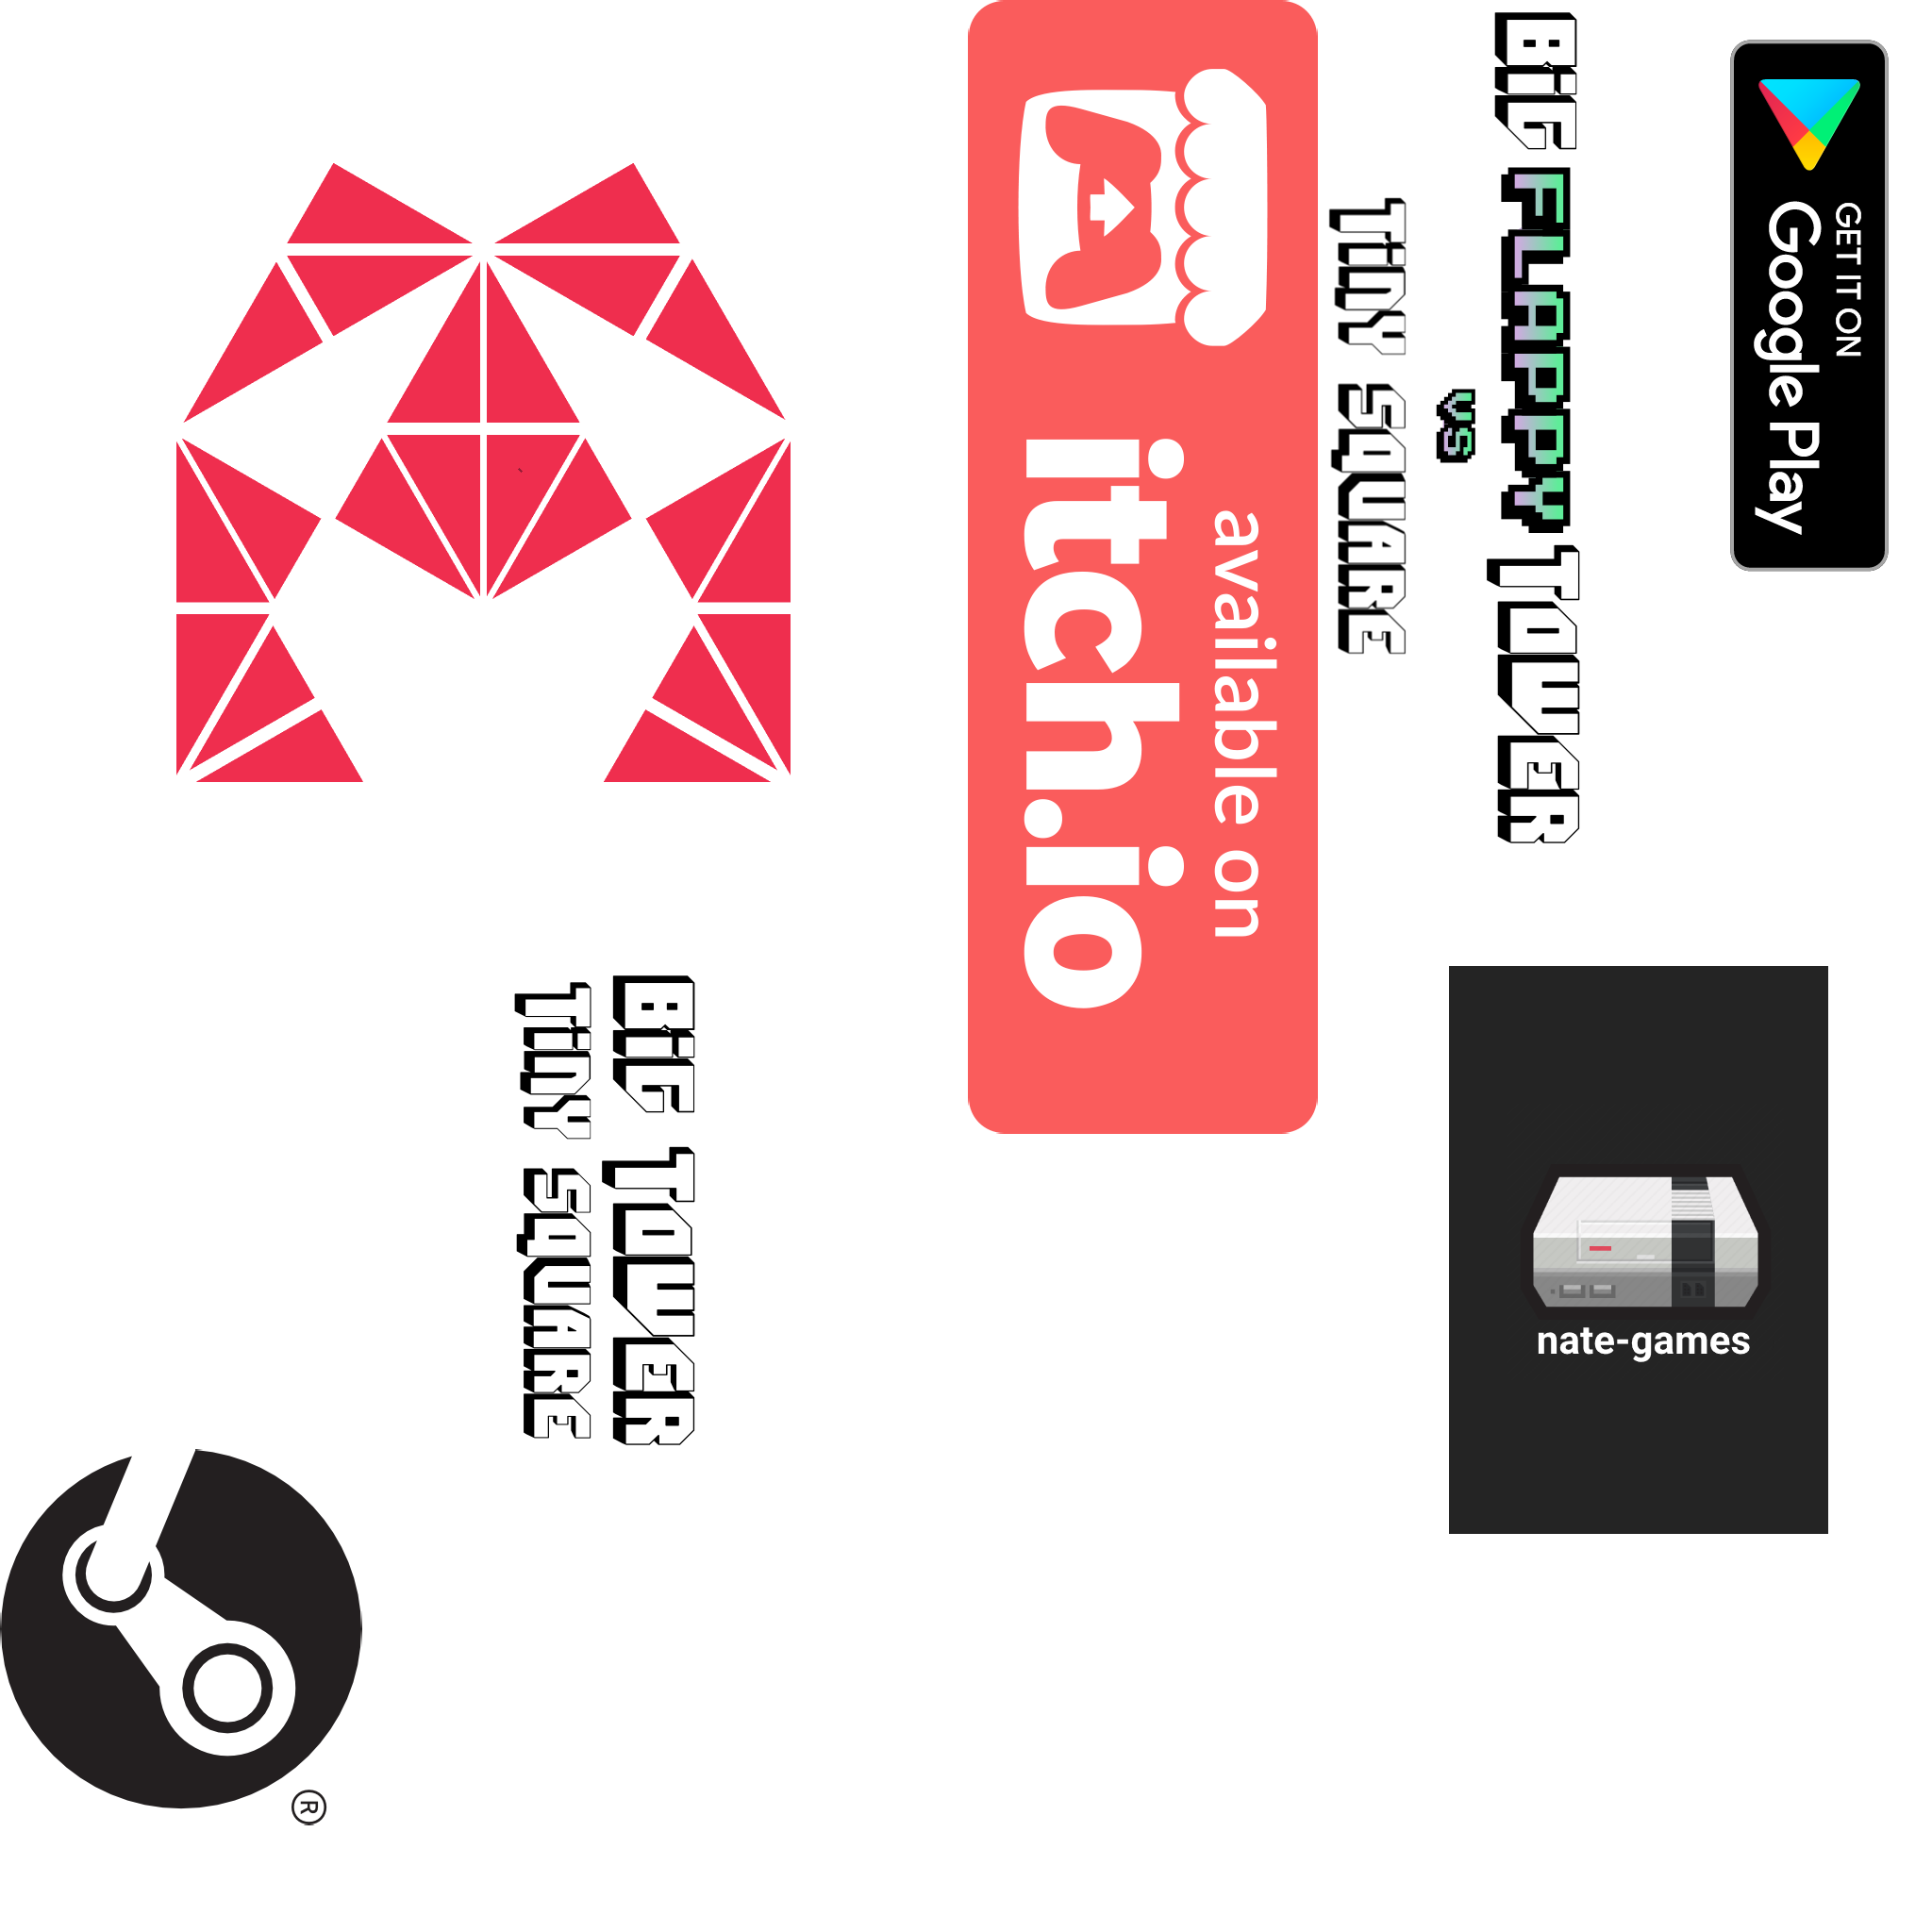 GET IT ON
Google Play
BiG FLAPPY TOWER
VS
TiNY SQUARE
available on
itch.io
BiG TOWER
TiNY SQUARE
nate-games
®